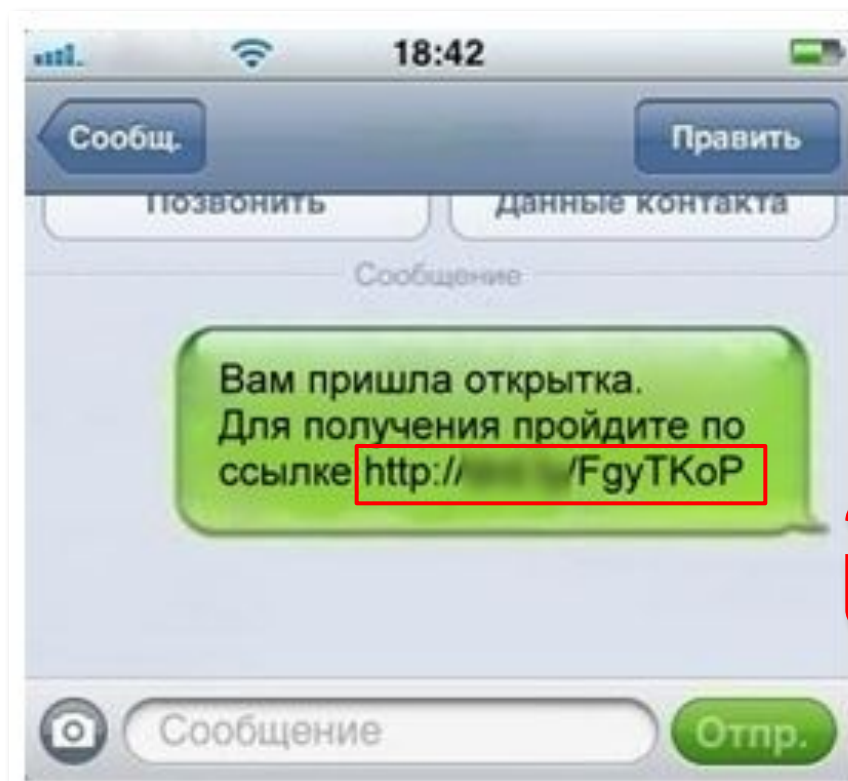 18:42
Сообщ.
Править
Позвонить
Данные контакта
Сообщение
Вам пришла открытка.
Для получения пройдите по
ссылке http:// /FgyTKoP
Сообщение
Отпр.